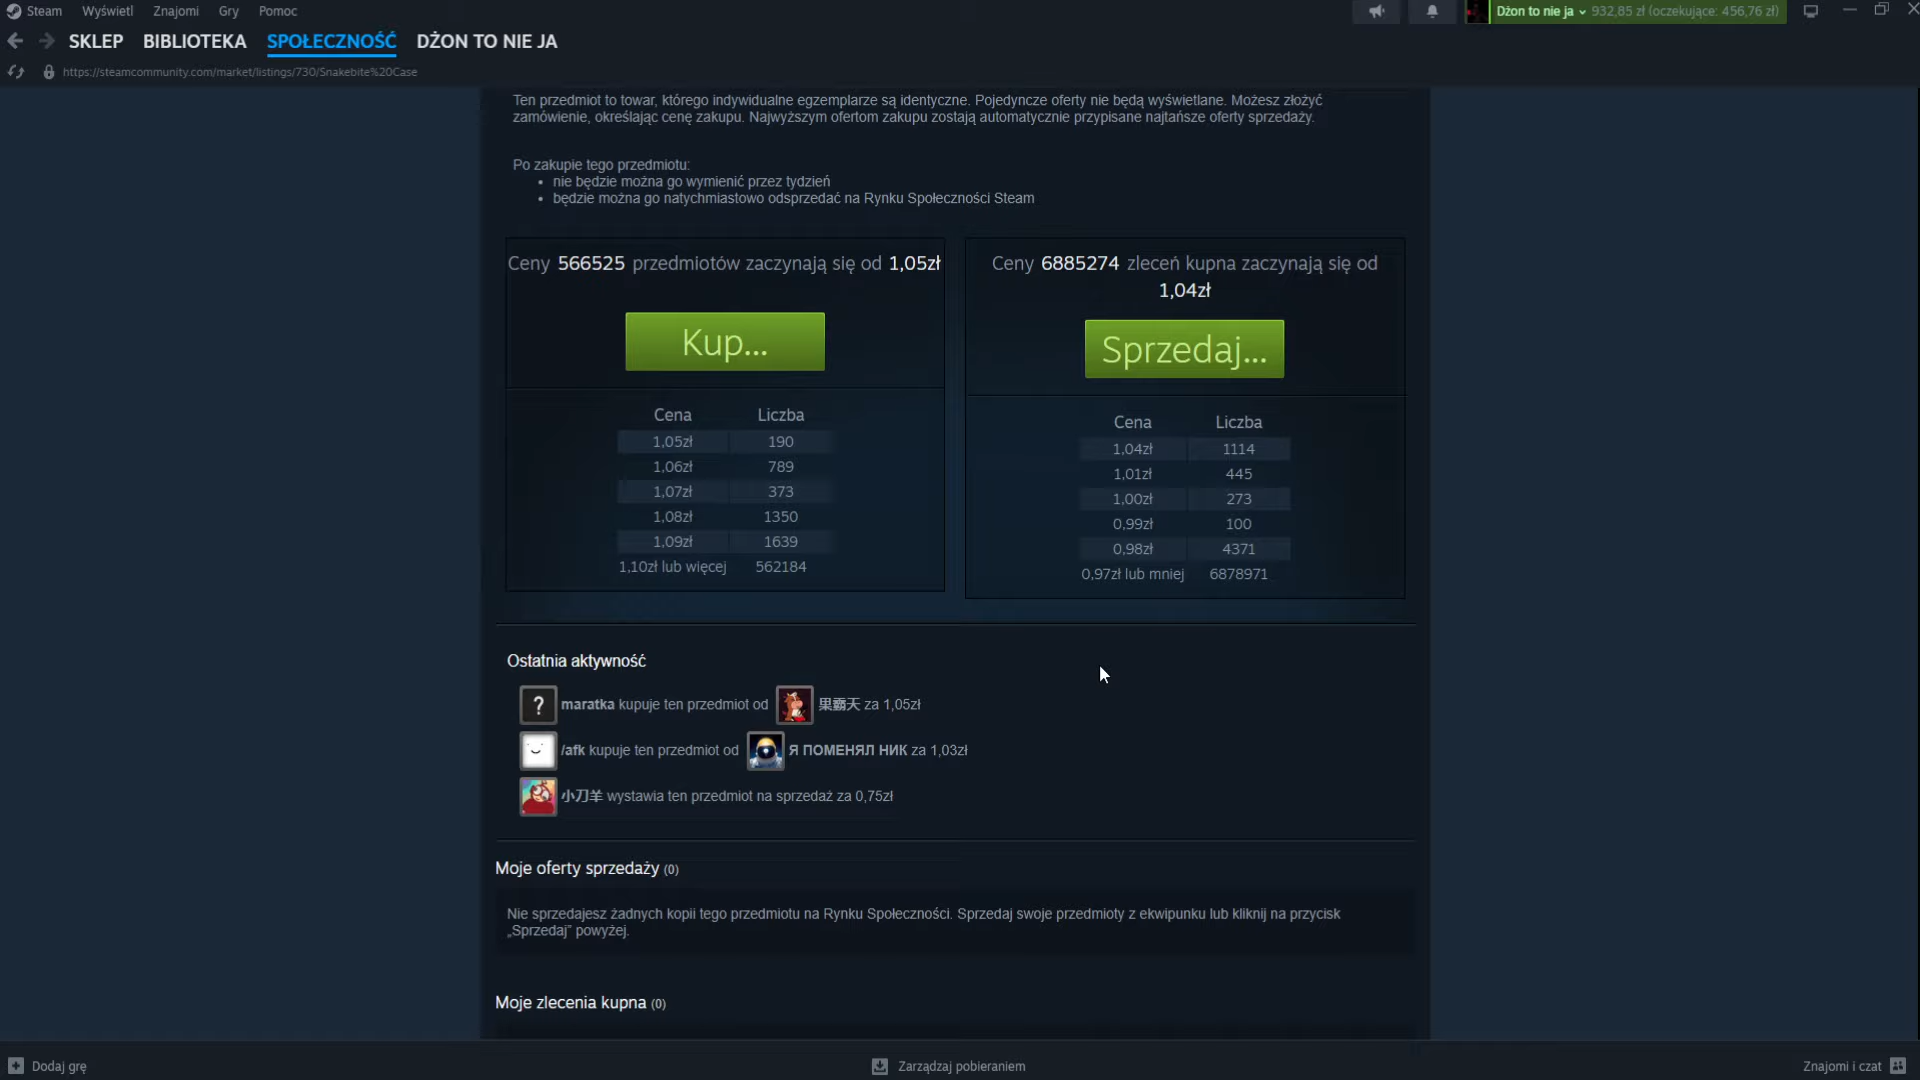 Steam Wyświetl Znajomi Gry Pomoc
Dżon to nie ja 932,85 zł (oczekujące: 456,76 zł)
SKLEP BIBLIOTEKA SPOŁECZNOŚĆ DŻON TO NIE JA
https://steamcommunity.com/market/listings/730/Snakebite%20Case
Ten przedmiot to towar, którego indywidualne egzemplarze są identyczne. Pojedyncze oferty nie będą wyświetlane. Możesz złożyć
zamówienie, określając cenę zakupu. Najwyższym ofertom zakupu zostają automatycznie przypisane najtańsze oferty sprzedaży.
Po zakupie tego przedmiotu:
• nie będzie można go wymienić przez tydzień
• będzie można go natychmiastowo odsprzedać na Rynku Społeczności Steam
Ceny 566525 przedmiotów zaczynają się od 1,05zł
Kup...
Cena Liczba
1,05zł 190
1,06zł 789
1,07zł 373
1,08zł 1350
1,09zł 1639
1,10zł lub więcej 562184
Ceny 6885274 zleceń kupna zaczynają się od
1,04zł
Sprzedaj...
Cena Liczba
1,04zł 1114
1,01zł 445
1,00zł 273
0,99zł 100
0,98zł 4371
0,97zł lub mniej 6878971
Ostatnia aktywność
? maratka kupuje ten przedmiot od 果霸天 za 1,05zł
/afk kupuje ten przedmiot od Я ПОМЕНЯЛ НИК za 1,03zł
小刀羊 wystawia ten przedmiot na sprzedaż za 0,75zł
Moje oferty sprzedaży (0)
Nie sprzedajesz żadnych kopii tego przedmiotu na Rynku Społeczności. Sprzedaj swoje przedmioty z ekwipunku lub kliknij na przycisk
„Sprzedaj” powyżej.
Moje zlecenia kupna (0)
Dodaj grę
Zarządzaj pobieraniem
Znajomi i czat